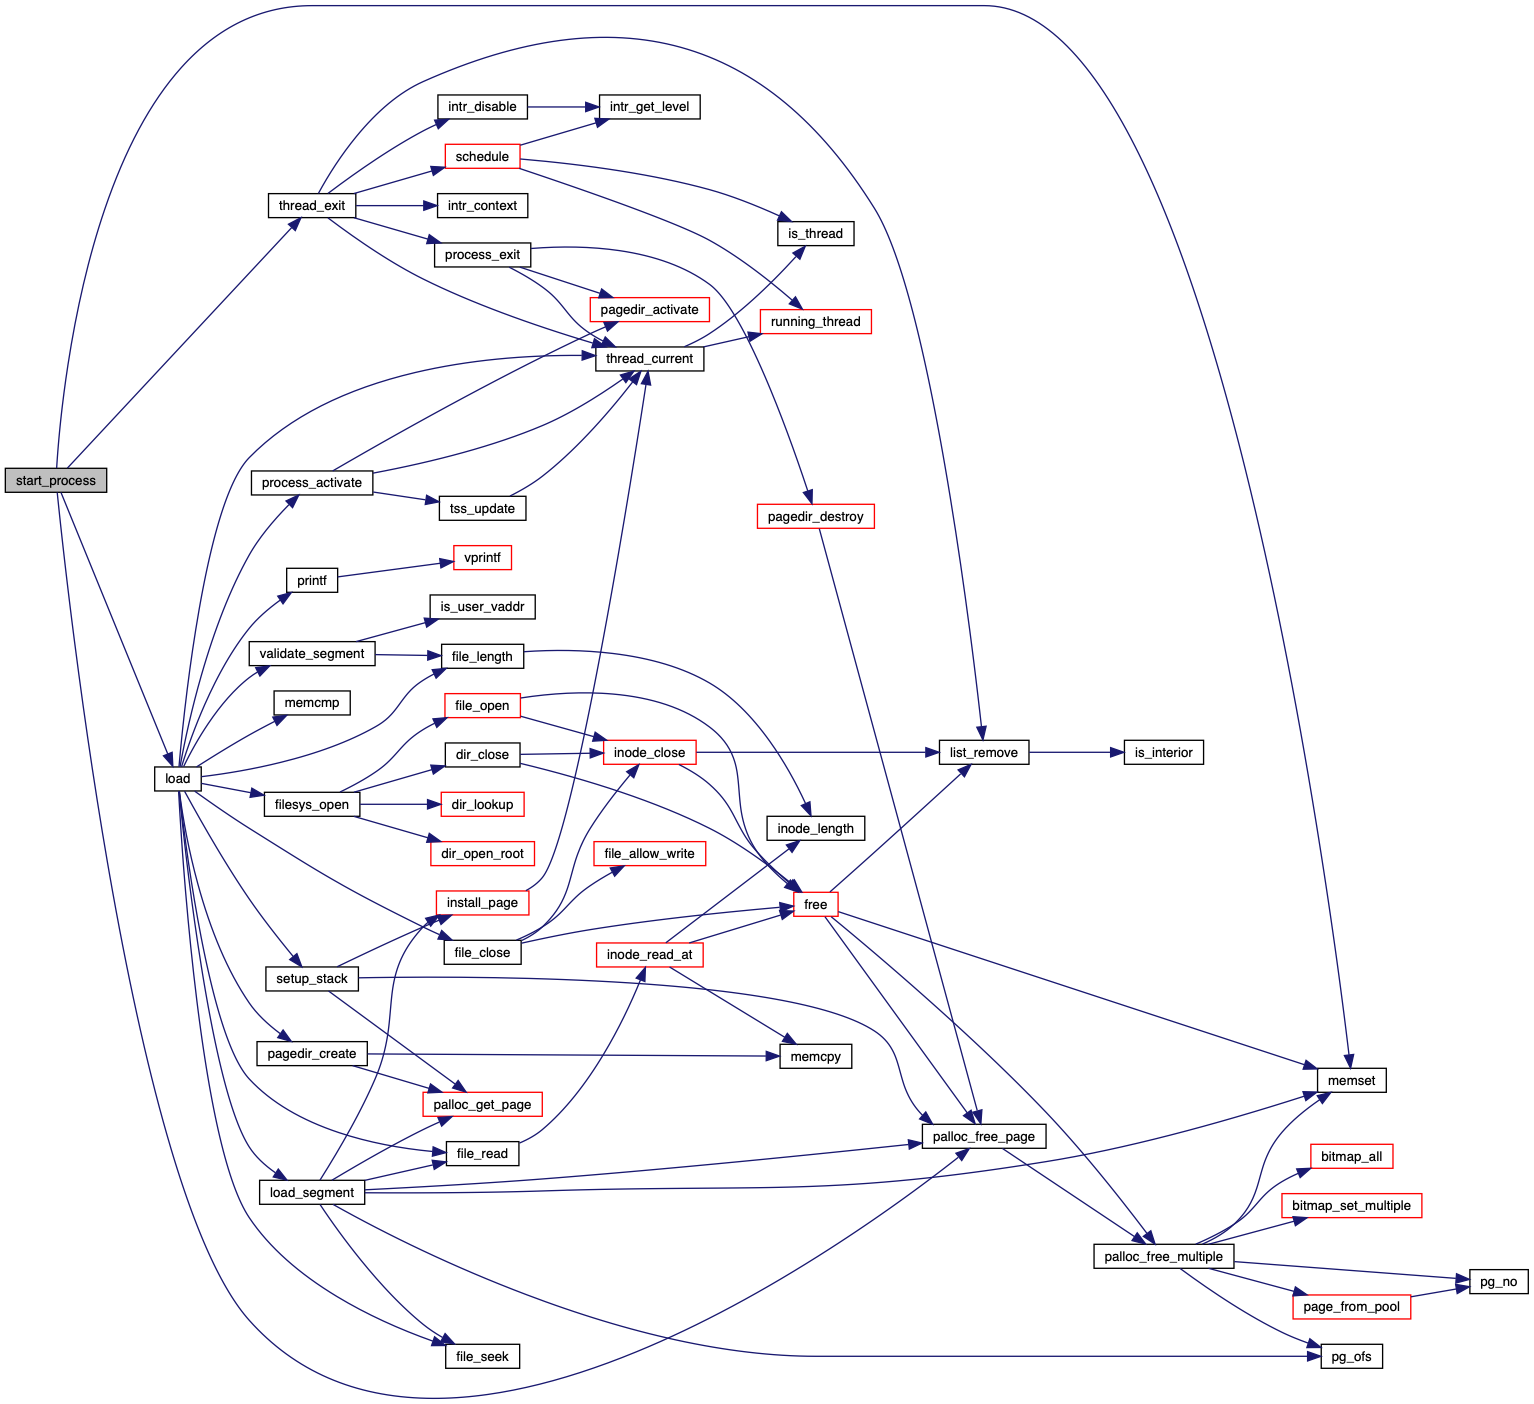 start_process
thread_exit
intr_disable
intr_get_level
schedule
intr_context
is_thread
process_exit
pagedir_activate
running_thread
thread_current
process_activate
tss_update
pagedir_destroy
vprintf
printf
is_user_vaddr
validate_segment
file_length
memcmp
file_open
dir_close
inode_close
list_remove
is_interior
load
filesys_open
dir_lookup
inode_length
dir_open_root
file_allow_write
install_page
free
file_close
inode_read_at
setup_stack
pagedir_create
memcpy
memset
palloc_get_page
palloc_free_page
file_read
bitmap_all
load_segment
bitmap_set_multiple
palloc_free_multiple
pg_no
page_from_pool
file_seek
pg_ofs